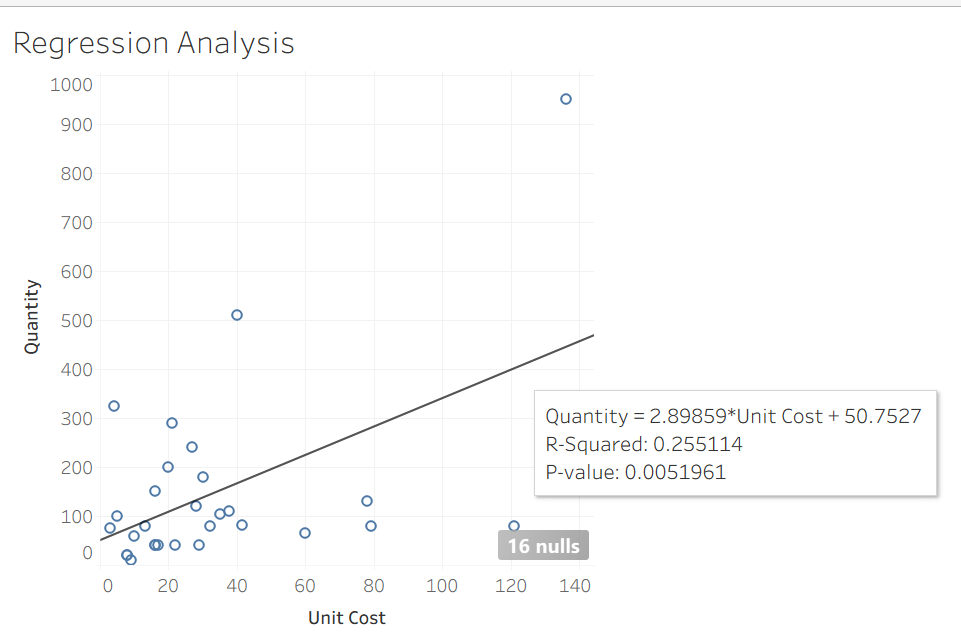 Regression Analysis
1000
900
800
700
600
500
400
300
200
100
0
Quantity
Quantity = 2.89859*Unit Cost + 50.7527
R-Squared: 0.255114
P-value: 0.0051961
16 nulls
0 20 40 60 80 100 120 140
Unit Cost